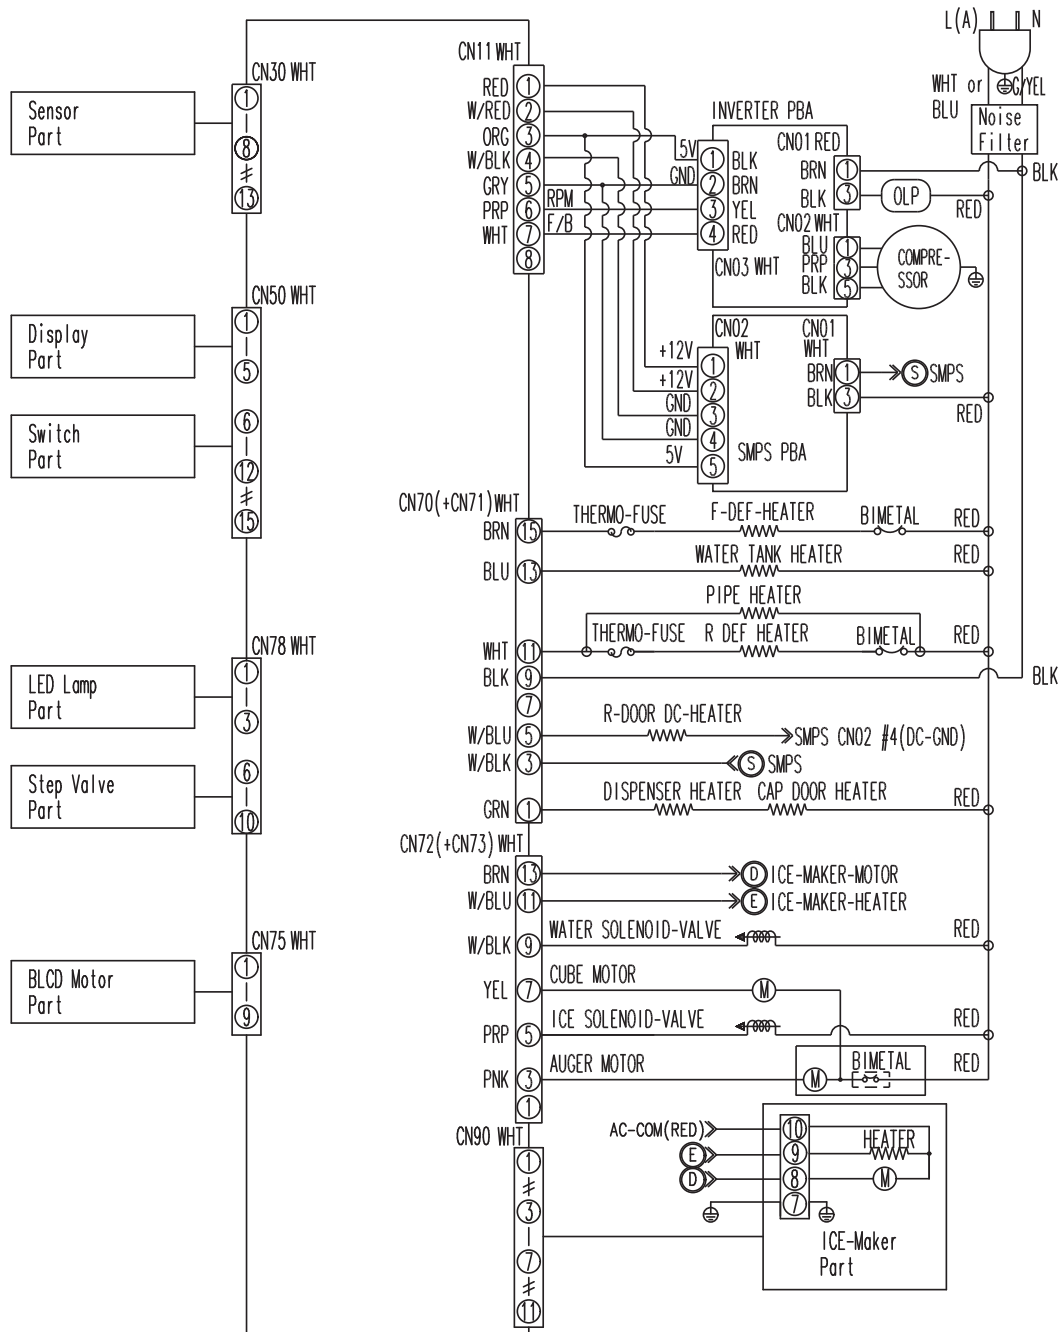 L(A) N
WHT or
BLU
G/YEL
Noise
Filter
BLK
CN30 WHT
1
8
13
Sensor
Part
CN50 WHT
1
5
6
12
15
Display
Part
Switch
Part
CN78 WHT
1
3
6
10
LED Lamp
Part
Step Valve
Part
CN75 WHT
1
9
BLCD Motor
Part
CN11 WHT
RED 1
W/RED 2
ORG 3
W/BLK 4
GRY 5
PRP 6 RPM
WHT 7 F/B
8
INVERTER PBA
5V 1 BLK
GND 2 BRN
3 YEL
4 RED
CN03 WHT
CN01 RED
BRN 1
BLK 3 OLP RED
CN02 WHT
BLU 1
PRP 3
BLK 5
COMPRE-
SSOR
CN02
WHT
+12V 1
+12V 2
GND 3
GND 4
5V 5
SMPS PBA
CN01
WHT
BRN 1 S SMPS
BLK 3 RED
CN70(+CN71)WHT
BRN 15 THERMO-FUSE F-DEF-HEATER BIMETAL RED
BLU 13 WATER TANK HEATER RED
PIPE HEATER
WHT 11 THERMO-FUSE R DEF HEATER BIMETAL RED
BLK 9 BLK
7
W/BLU 5 R-DOOR DC-HEATER SMPS CN02 #4(DC-GND)
W/BLK 3 S SMPS
GRN 1 DISPENSER HEATER CAP DOOR HEATER RED
CN72(+CN73) WHT
BRN 13 D ICE-MAKER-MOTOR
W/BLU 11 E ICE-MAKER-HEATER
W/BLK 9 WATER SOLENOID-VALVE RED
YEL 7 CUBE MOTOR M
PRP 5 ICE SOLENOID-VALVE RED
PNK 3 AUGER MOTOR M BIMETAL RED
1
CN90 WHT
1
3
7
11
AC-COM(RED) 10
E 9 HEATER
D 8 M
7
ICE-Maker
Part